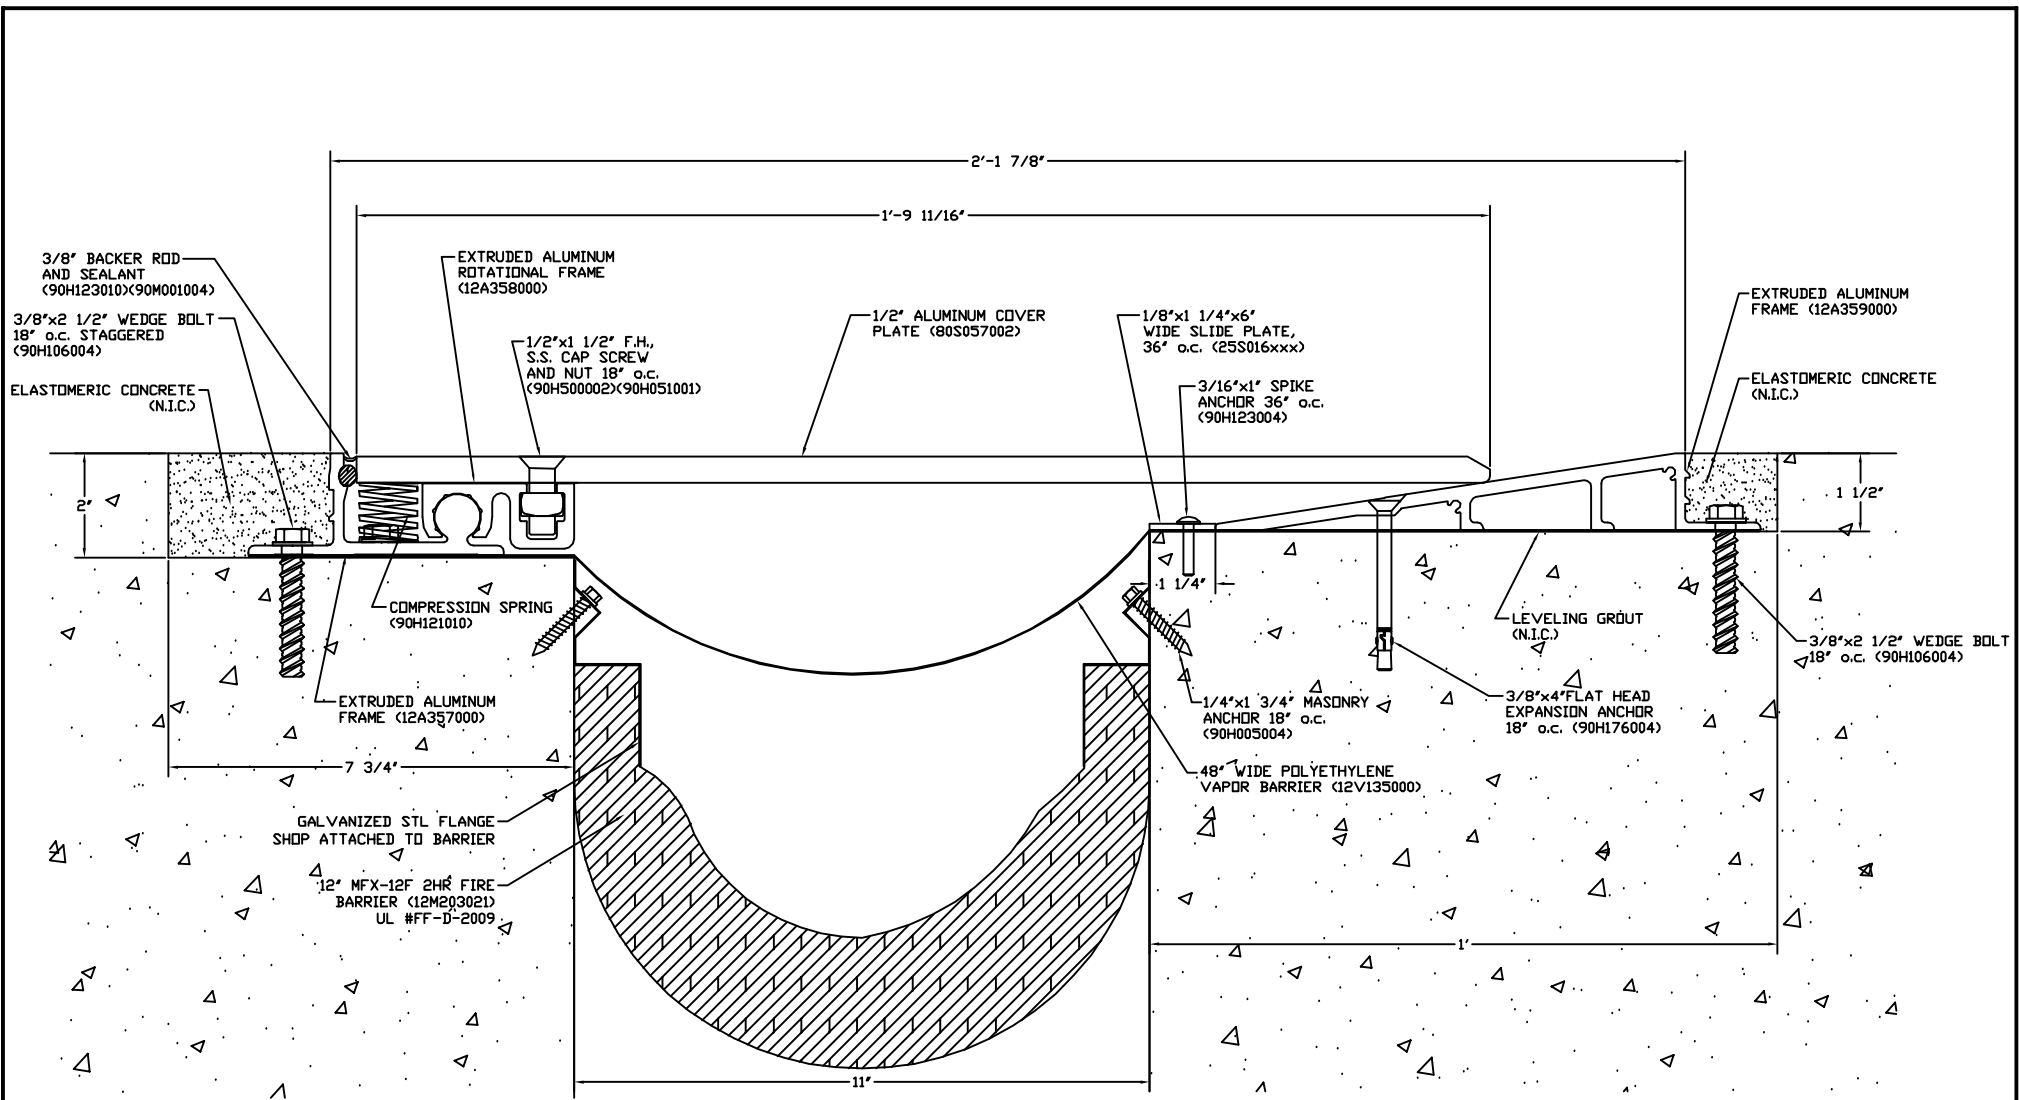 2'-1 7/8"
1'-9 11/16"
3/8" BACKER ROD
AND SEALANT
(90H123010)(90M001004)
3/8"x2 1/2" WEDGE BOLT
18" o.c. STAGGERED
(90H106004)
ELASTOMERIC CONCRETE
(N.I.C.)
EXTRUDED ALUMINUM
ROTATIONAL FRAME
(12A358000)
1/2"x1 1/2" F.H.,
S.S. CAP SCREW
AND NUT 18" o.c.
(90H500002)(90H051001)
1/2" ALUMINUM COVER
PLATE (80S057002)
1/8"x1 1/4"x6"
WIDE SLIDE PLATE,
36" o.c. (25S016xxx)
3/16"x1" SPIKE
ANCHOR 36" o.c.
(90H123004)
EXTRUDED ALUMINUM
FRAME (12A359000)
ELASTOMERIC CONCRETE
(N.I.C.)
2"
1 1/2"
1 1/4"
COMPRESSION SPRING
(90H121010)
LEVELING GROUT
(N.I.C.)
3/8"x2 1/2" WEDGE BOLT
18" o.c. (90H106004)
EXTRUDED ALUMINUM
FRAME (12A357000)
1/4"x1 3/4" MASONRY
ANCHOR 18" o.c.
(90H005004)
3/8"x4"FLAT HEAD
EXPANSION ANCHOR
18" o.c. (90H176004)
7 3/4"
48" WIDE POLYETHYLENE
VAPOR BARRIER (12V135000)
GALVANIZED STL FLANGE
SHOP ATTACHED TO BARRIER
12" MFX-12F 2HR FIRE
BARRIER (12M203021)
UL #FF-D-2009
1'
11"